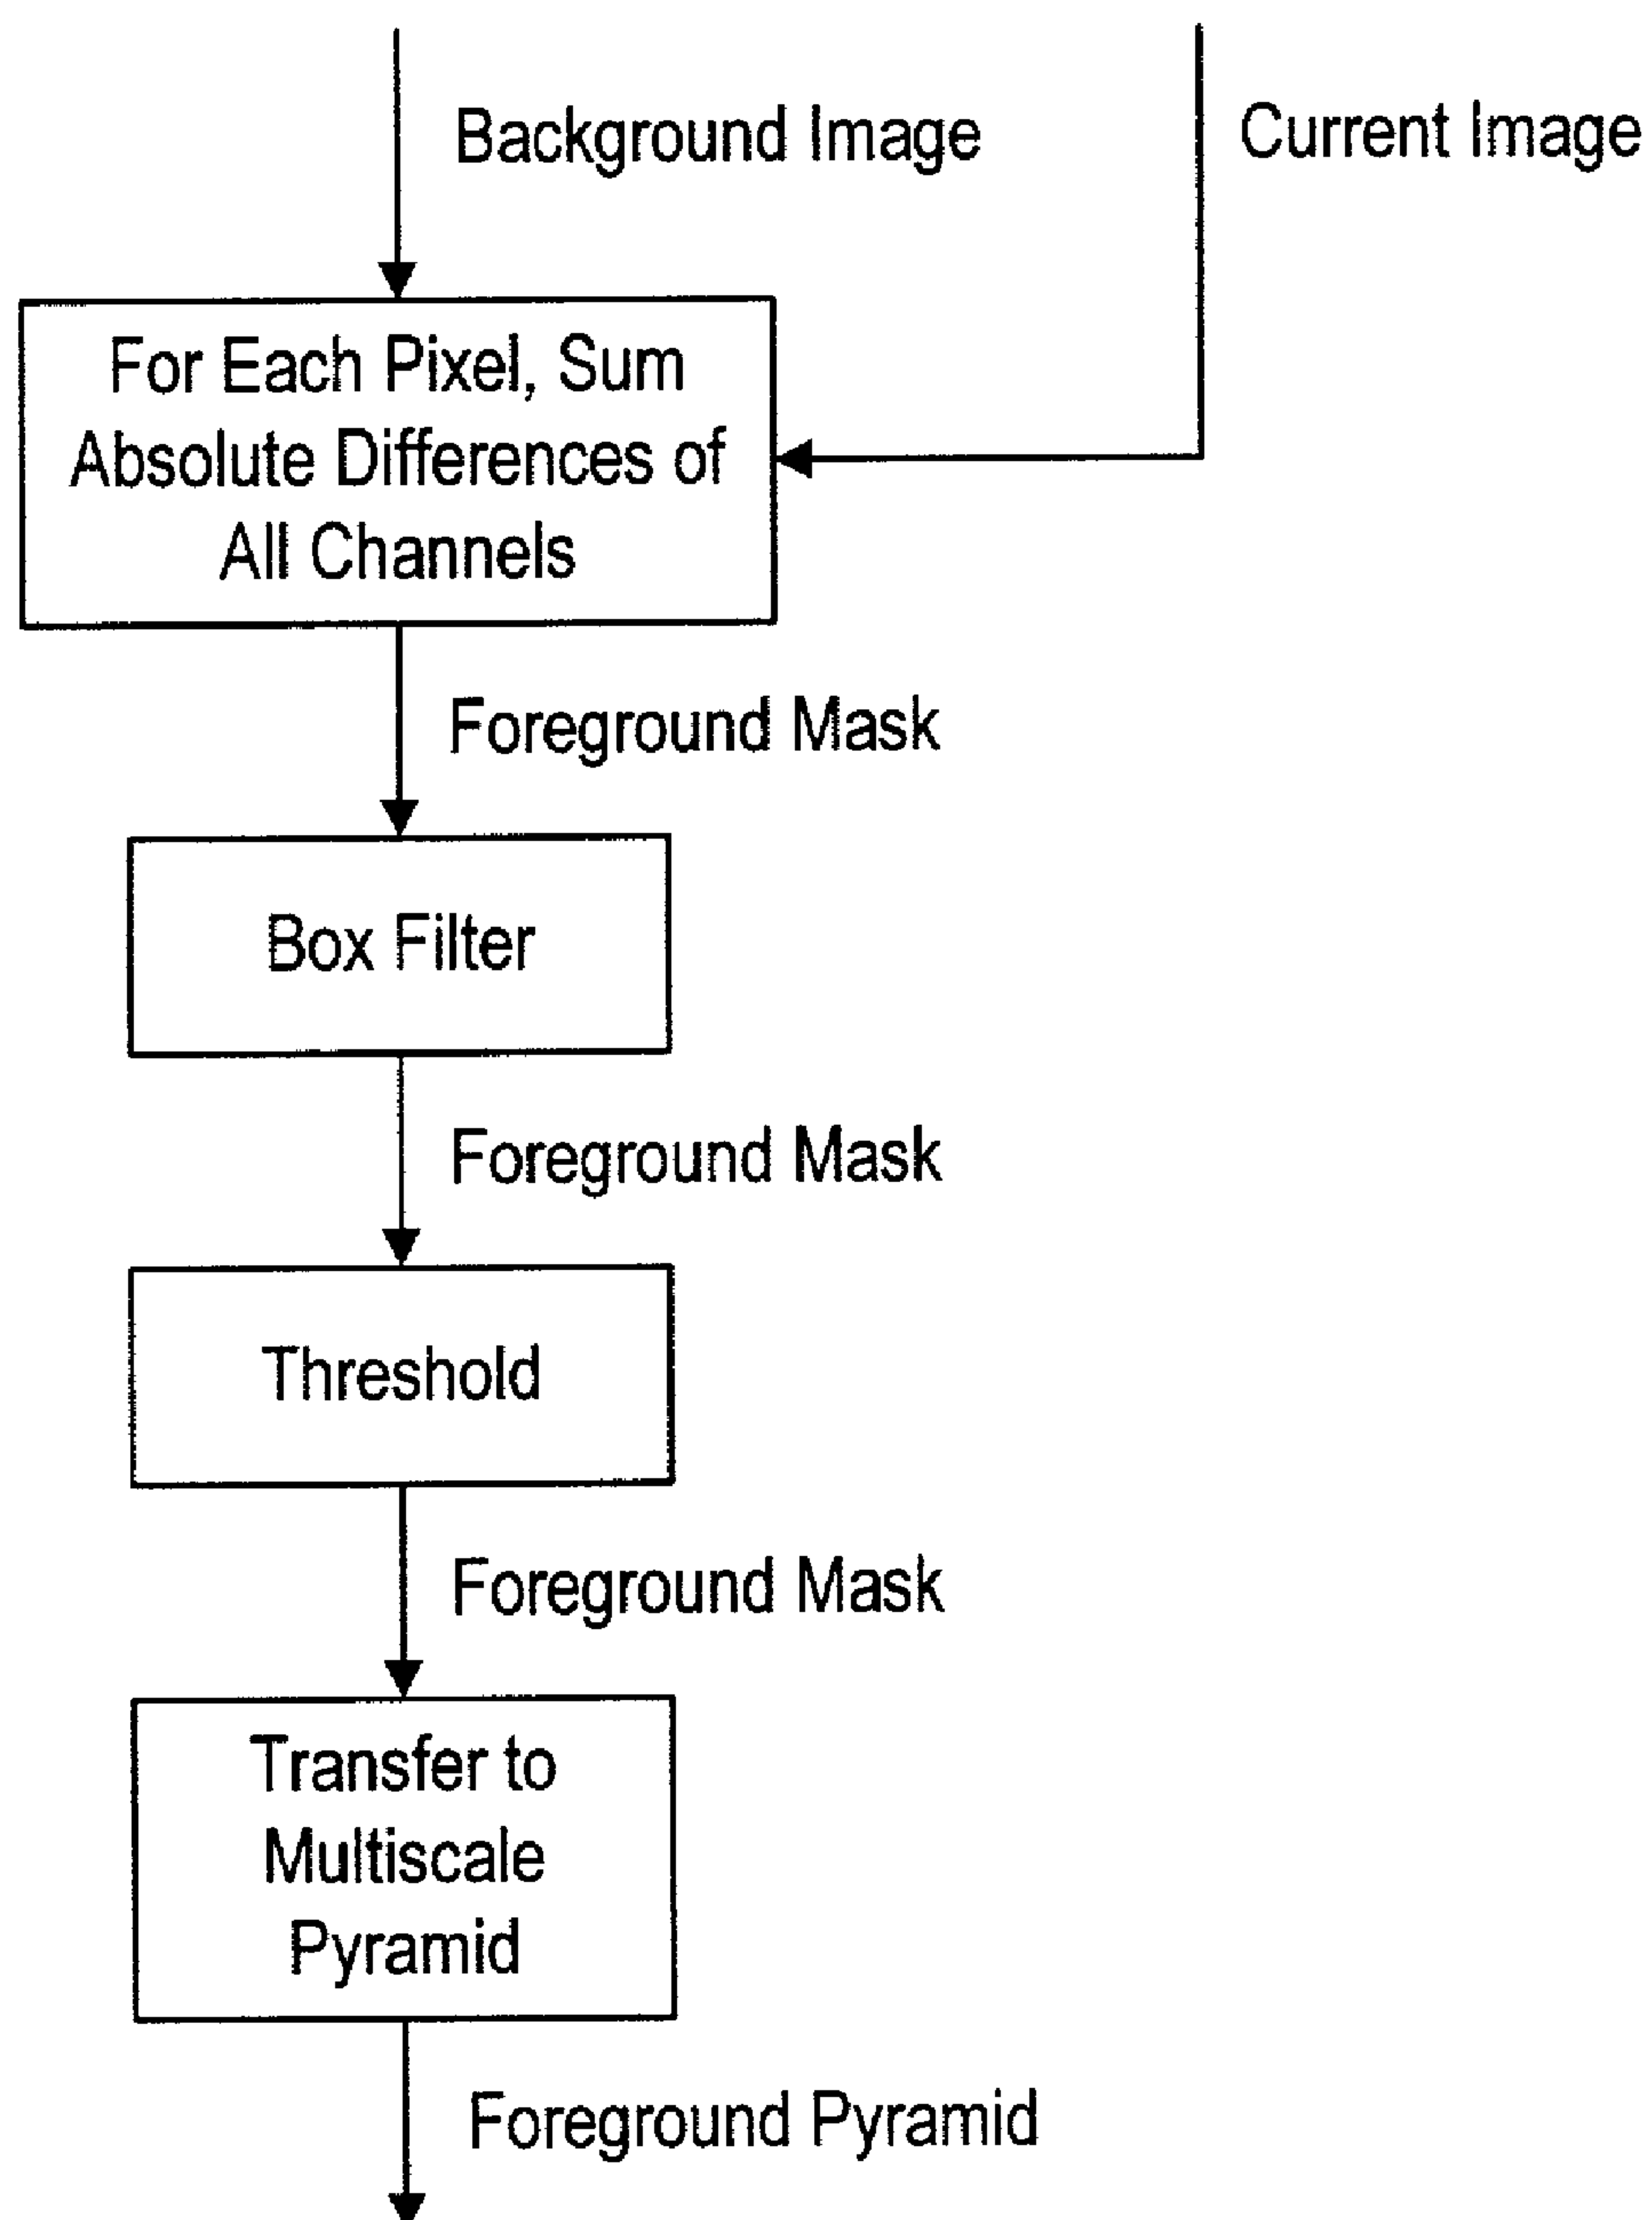 Background Image
Current Image
For Each Pixel, Sum
Absolute Differences of
All Channels
Foreground Mask
Box Filter
Foreground Mask
Threshold
Foreground Mask
Transfer to
Multiscale
Pyramid
Foreground Pyramid